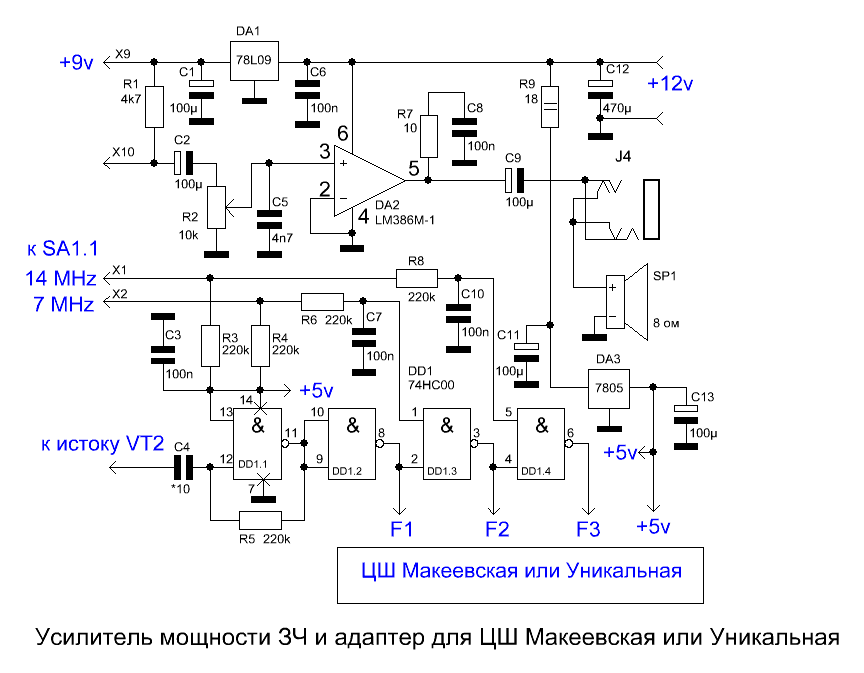 DA1
+9v X9 78L09
+12v
R1 4k7
C1 100µ
C6 100n
R9 18
C12 470µ
R7 10
C8 100n
X10
C2 100µ
R2 10k
C5 4n7
6
3 +
2 −
5
4
DA2
LM386M-1
C9 100µ
J4
SP1
+
−
8 ом
к SA1.1
14 MHz X1
7 MHz X2
R8 220k
R6 220k
C10 100n
C7 100n
C3 100n
R3 220k
R4 220k
C11 100µ
DD1
74HC00
DA3
7805
C13 100µ
+5v
14
13 & 11
12 DD1.1
7
10 & 8
9 DD1.2
1 & 3
2 DD1.3
5 & 6
4 DD1.4
к истоку VT2
C4
*10
R5 220k
+5v
+5v
F1 F2 F3
ЦШ Макеевская или Уникальная
Усилитель мощности ЗЧ и адаптер для ЦШ Макеевская или Уникальная